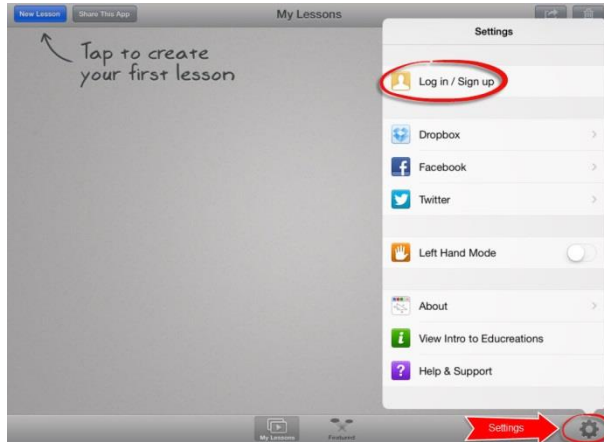 New Lesson
Share This App
My Lessons
Tap to create
your first lesson
Settings
Log in / Sign up
Dropbox
Facebook
Twitter
Left Hand Mode
About
View Intro to Educreations
Help & Support
My Lessons
Featured
Settings